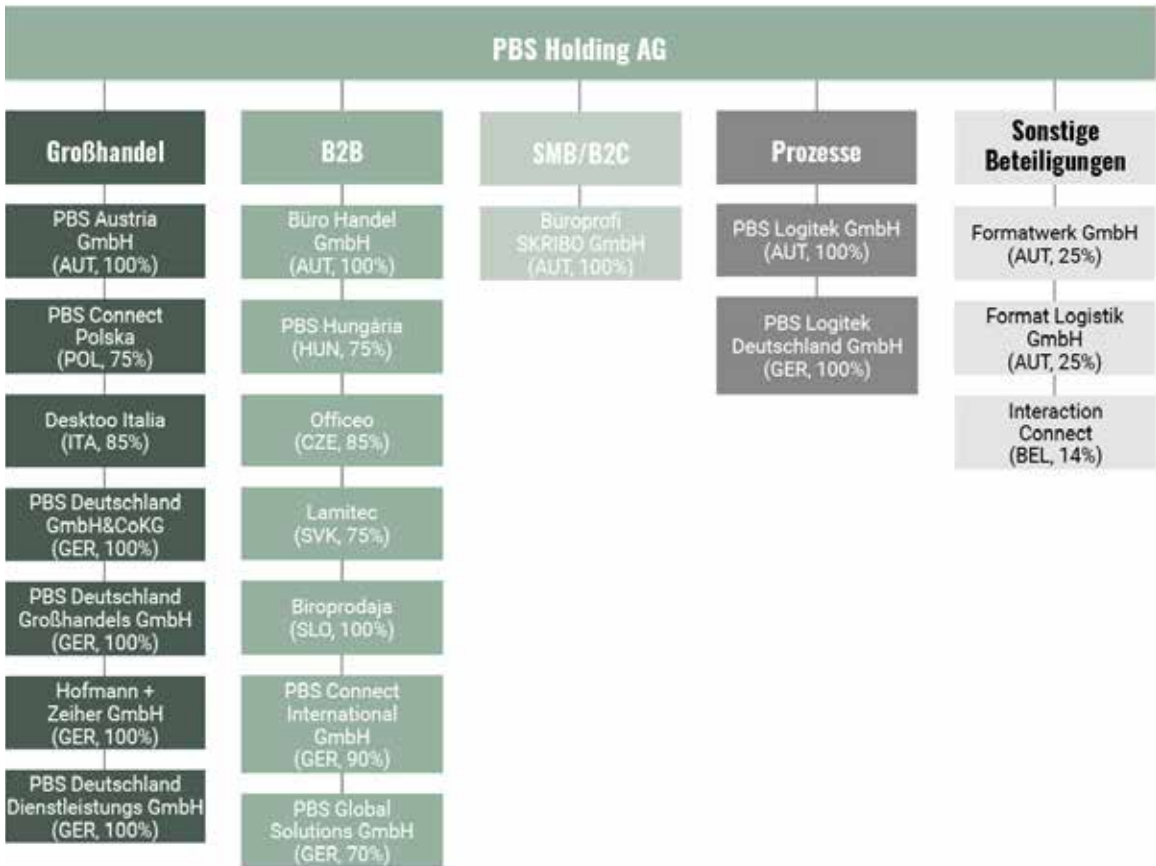 PBS Holding AG
Großhandel
PBS Austria
GmbH
(AUT, 100%)
PBS Connect
Polska
(POL, 75%)
Desktoo Italia
(ITA, 85%)
PBS Deutschland
GmbH&CoKG
(GER, 100%)
PBS Deutschland
Großhandels GmbH
(GER, 100%)
Hofmann +
Zeiher GmbH
(GER, 100%)
PBS Deutschland
Dienstleistungs GmbH
(GER, 100%)
B2B
Büro Handel
GmbH
(AUT, 100%)
PBS Hungária
(HUN, 75%)
Officeo
(CZE, 85%)
Lamitec
(SVK, 75%)
Biroprodaja
(SLO, 100%)
PBS Connect
International
GmbH
(GER, 90%)
PBS Global
Solutions GmbH
(GER, 70%)
SMB/B2C
Büroprofi
SKRIBO GmbH
(AUT, 100%)
Prozesse
PBS Logitek GmbH
(AUT, 100%)
PBS Logitek
Deutschland GmbH
(GER, 100%)
Sonstige
Beteiligungen
Formatwerk GmbH
(AUT, 25%)
Format Logistik
GmbH
(AUT, 25%)
Interaction
Connect
(BEL, 14%)